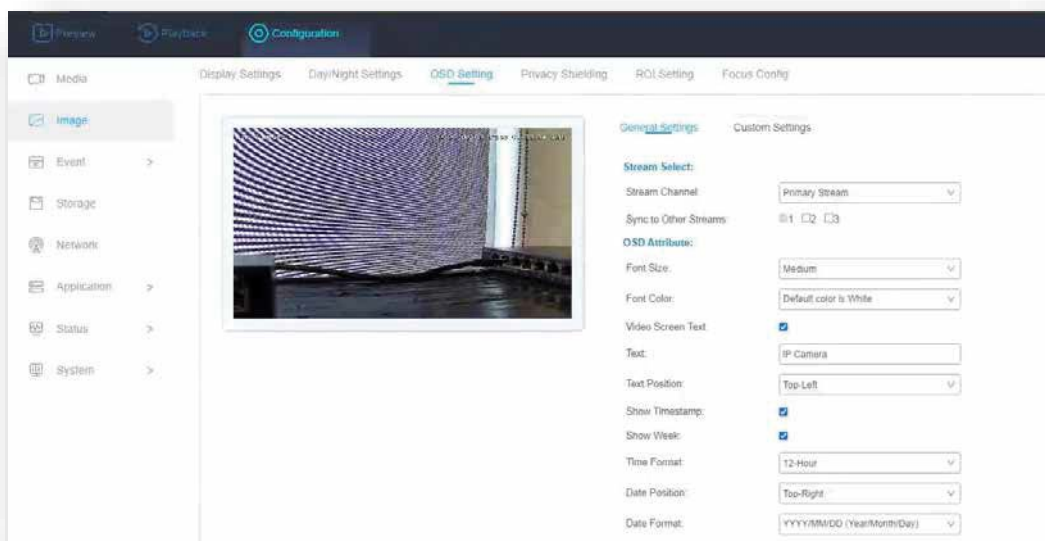 Preview Playback Configuration
Media
Image
Event >
Storage
Network
Application >
Status >
System >
Display Settings Day/Night Settings OSD Setting Privacy Shielding ROI Setting Focus Config
General Settings Custom Settings
Stream Select:
Stream Channel: Primary Stream
Sync to Other Streams: 1 2 3
OSD Attribute:
Font Size: Medium
Font Color: Default color is White
Video Screen Text
Text: IP Camera
Text Position: Top-Left
Show Timestamp:
Show Week:
Time Format: 12-Hour
Date Position: Top-Right
Date Format: YYYY/MM/DD (Year/Month/Day)